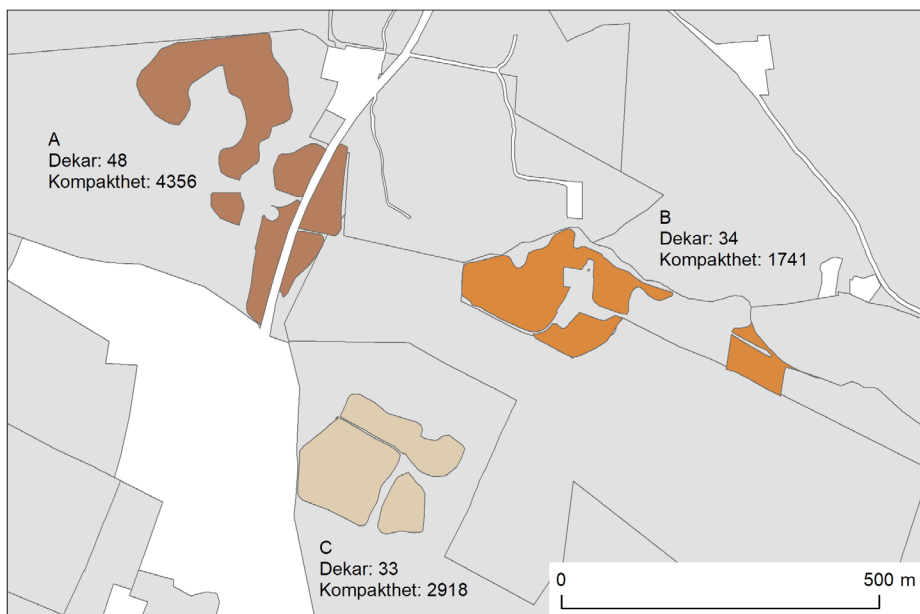 A
Dekar: 48
Kompakthet: 4356
B
Dekar: 34
Kompakthet: 1741
C
Dekar: 33
Kompakthet: 2918
0 500 m